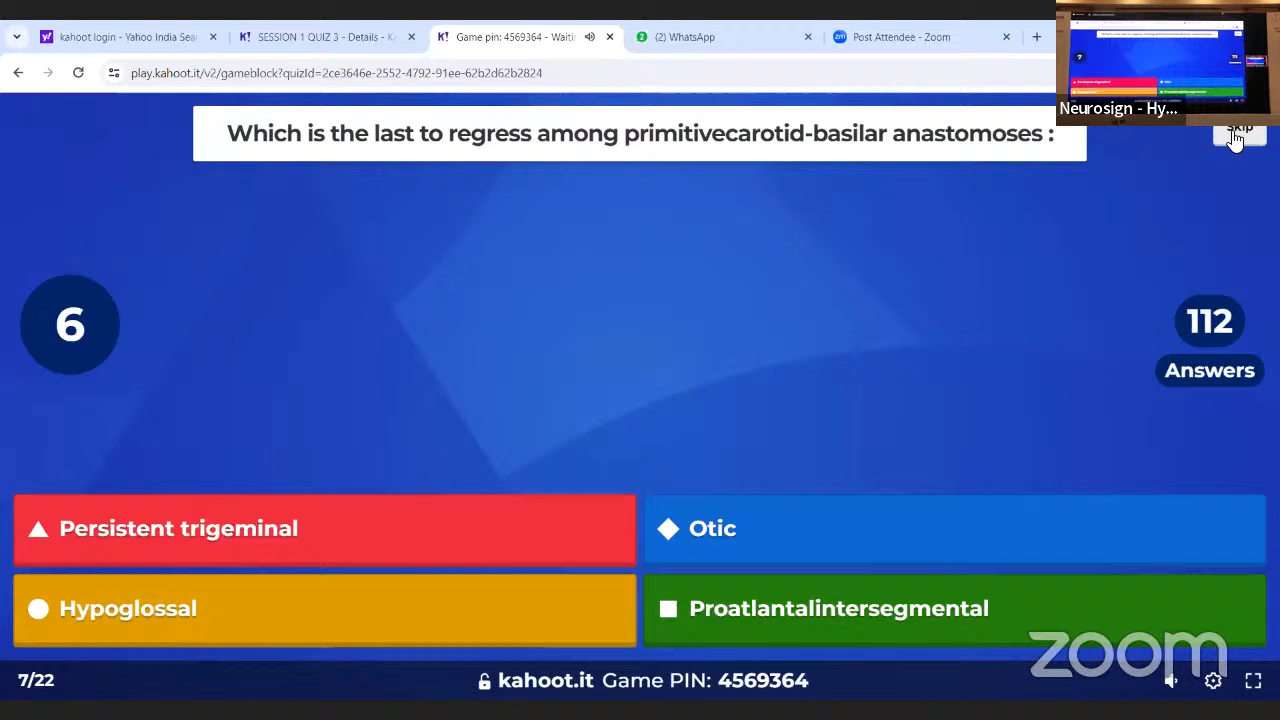 kahoot login - Yahoo India Sea
SESSION 1 QUIZ 3 - D
Game pin: 4569364 - Waiti
(2) WhatsApp
Post Attendee - Zoom
play.kahoot.it/v2/gameblock?quizId=2ce3646e-2552-4792-91ee-62b2d62b2824
Neurosign - Hy...
Skip
Which is the last to regress among primitivecarotid-basilar anastomoses :
6
112
Answers
Persistent trigeminal
Otic
Hypoglossal
Proatlantalintersegmental
zoom
7/22
kahoot.it Game PIN: 4569364